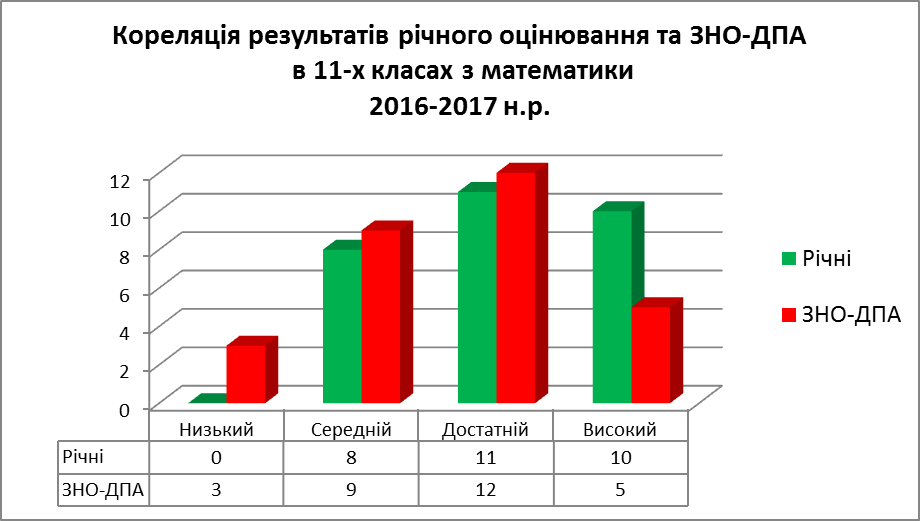 Кореляція результатів річного оцінювання та ЗНО-ДПА
в 11-х класах з математики
2016-2017 н.р.
12
10
8
6
4
2
0
Річні
ЗНО-ДПА
Низький Середній Достатній Високий
Річні 0 8 11 10
ЗНО-ДПА 3 9 12 5